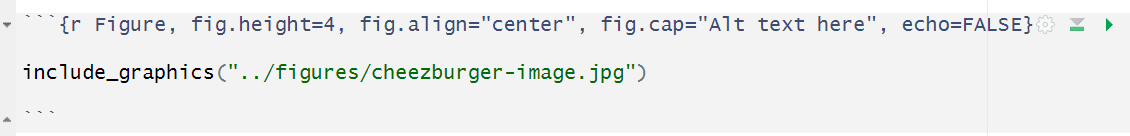 ```{r Figure, fig.height=4, fig.align="center", fig.cap="Alt text here", echo=FALSE}
include_graphics("../figures/cheezburger-image.jpg")
```